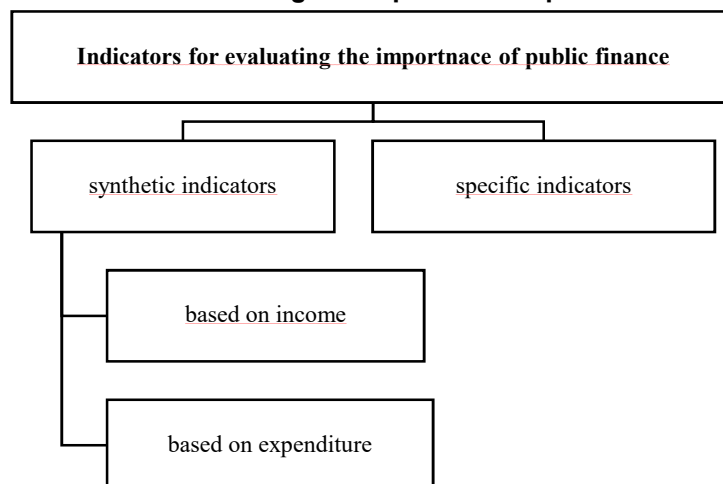 Indicators for evaluating the importnace of public finance
synthetic indicators
specific indicators
based on income
based on expenditure